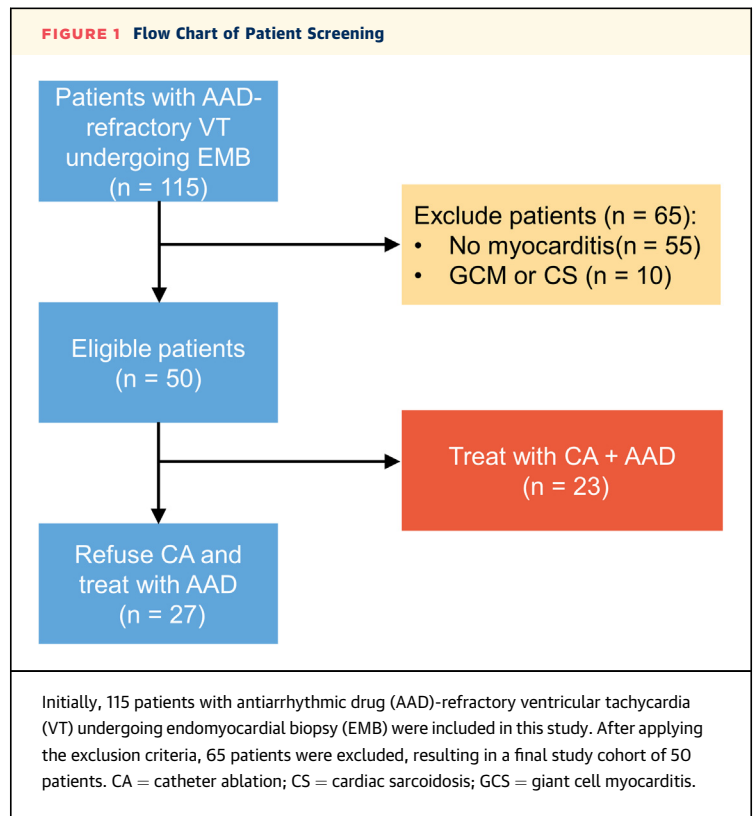 FIGURE 1 Flow Chart of Patient Screening
Patients with AAD-
refractory VT
undergoing EMB
(n = 115)
Exclude patients (n = 65):
• No myocarditis(n = 55)
• GCM or CS (n = 10)
Eligible patients
(n = 50)
Treat with CA + AAD
(n = 23)
Refuse CA and
treat with AAD
(n = 27)
Initially, 115 patients with antiarrhythmic drug (AAD)-refractory ventricular tachycardia
(VT) undergoing endomyocardial biopsy (EMB) were included in this study. After applying
the exclusion criteria, 65 patients were excluded, resulting in a final study cohort of 50
patients. CA = catheter ablation; CS = cardiac sarcoidosis; GCS = giant cell myocarditis.